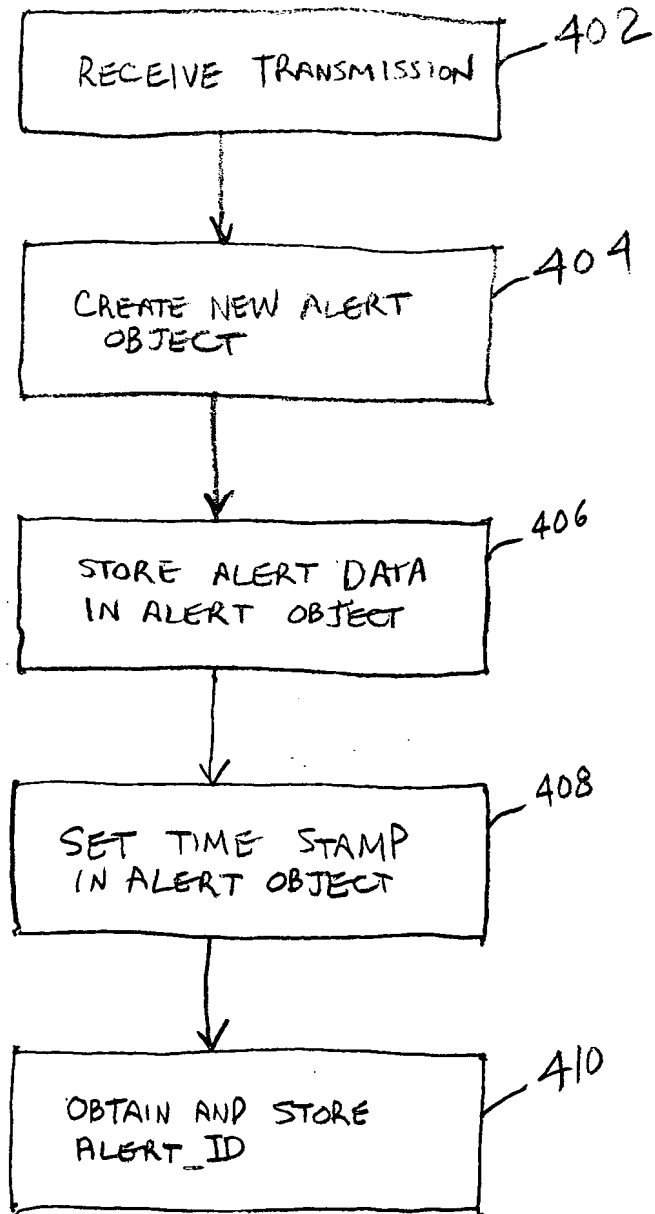 402
RECEIVE TRANSMISSION
404
CREATE NEW ALERT
OBJECT
406
STORE ALERT DATA
IN ALERT OBJECT
408
SET TIME STAMP
IN ALERT OBJECT
410
OBTAIN AND STORE
ALERT_ID